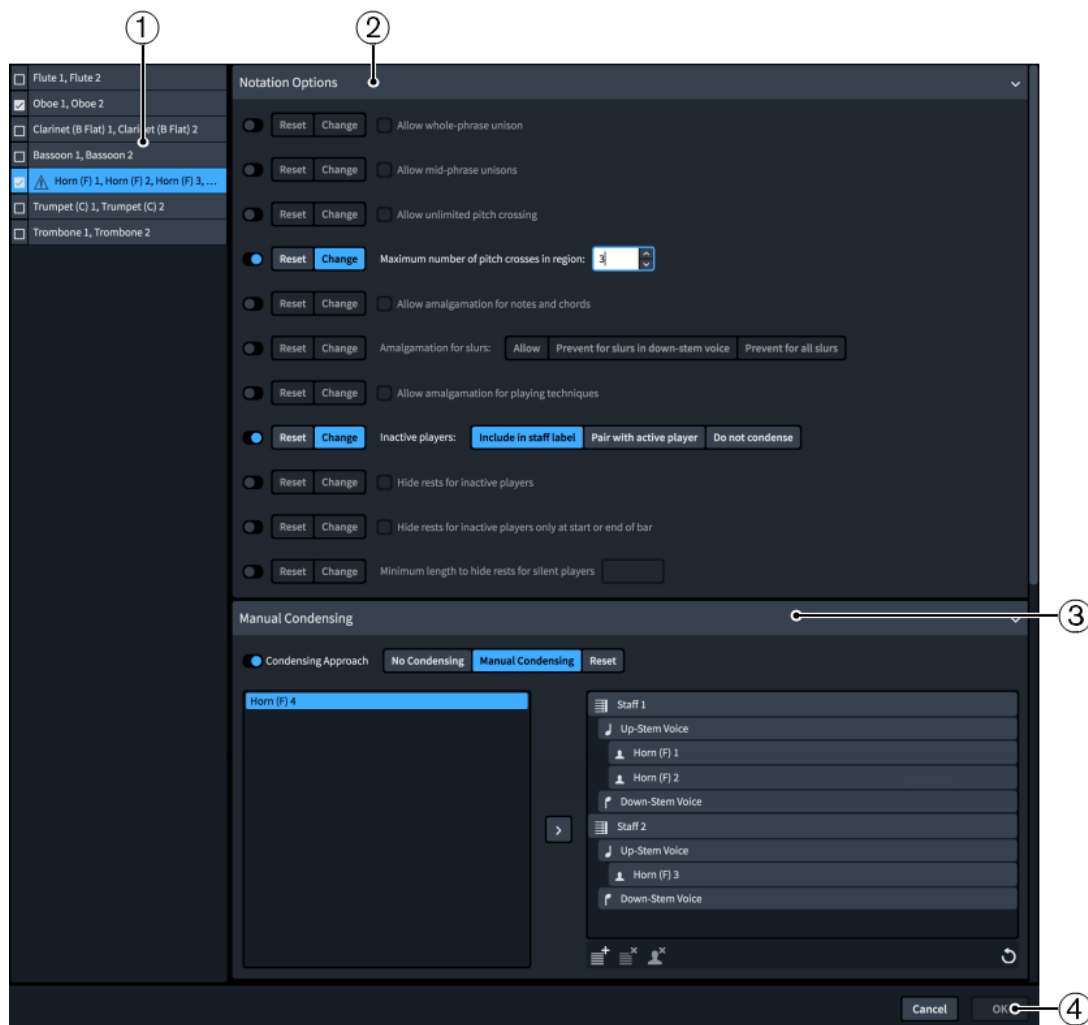 ① ②
Flute 1, Flute 2
Oboe 1, Oboe 2
Clarinet (B Flat) 1, Clarinet (B Flat) 2
Bassoon 1, Bassoon 2
Horn (F) 1, Horn (F) 2, Horn (F) 3, ...
Trumpet (C) 1, Trumpet (C) 2
Trombone 1, Trombone 2
Notation Options
Reset Change Allow whole-phrase unison
Reset Change Allow mid-phrase unisons
Reset Change Allow unlimited pitch crossing
Reset Change Maximum number of pitch crosses in region: 3
Reset Change Allow amalgamation for notes and chords
Reset Change Amalgamation for slurs: Allow Prevent for slurs in down-stem voice Prevent for all slurs
Reset Change Allow amalgamation for playing techniques
Reset Change Inactive players: Include in staff label Pair with active player Do not condense
Reset Change Hide rests for inactive players
Reset Change Hide rests for inactive players only at start or end of bar
Reset Change Minimum length to hide rests for silent players
Manual Condensing ③
Condensing Approach No Condensing Manual Condensing Reset
Horn (F) 4
Staff 1
Up-Stem Voice
Horn (F) 1
Horn (F) 2
Down-Stem Voice
Staff 2
Up-Stem Voice
Horn (F) 3
Down-Stem Voice
Cancel OK ④